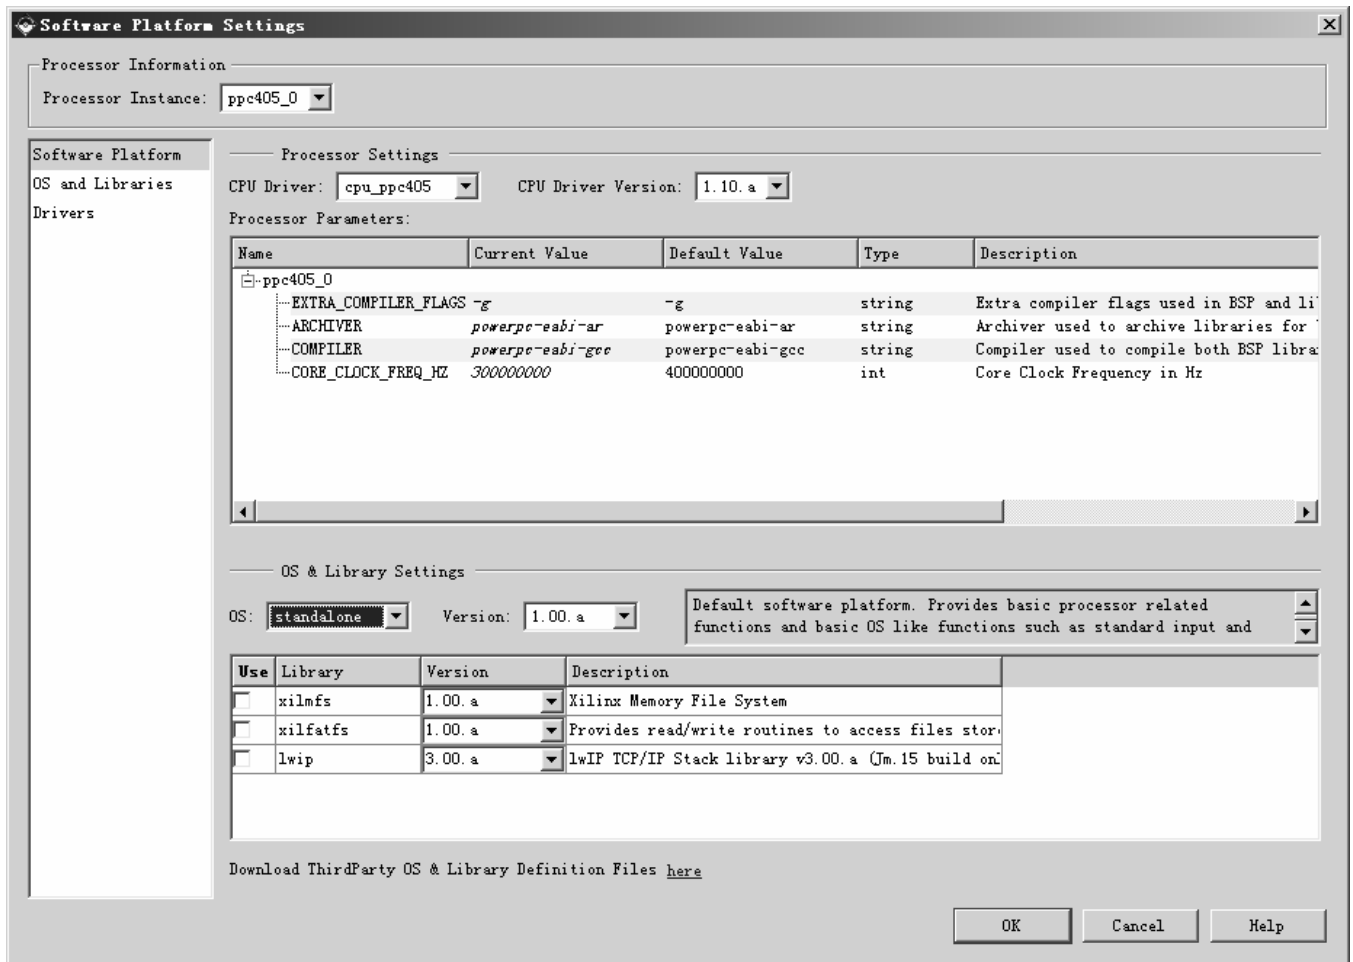 Software Platform Settings
Processor Information
Processor Instance: ppc405_0
Software Platform
OS and Libraries
Drivers
Processor Settings
CPU Driver: cpu_ppc405 CPU Driver Version: 1.10.a
Processor Parameters:
Name Current Value Default Value Type Description
ppc405_0
EXTRA_COMPILER_FLAGS -g -g string Extra compiler flags used in BSP and li
ARCHIVER powerpc-eabi-ar powerpc-eabi-ar string Archiver used to archive libraries for
COMPILER powerpc-eabi-gcc powerpc-eabi-gcc string Compiler used to compile both BSP libra
CORE_CLOCK_FREQ_HZ 300000000 400000000 int Core Clock Frequency in Hz
OS & Library Settings
OS: standalone Version: 1.00.a
Default software platform. Provides basic processor related
functions and basic OS like functions such as standard input and
Use Library Version Description
xilmfs 1.00.a Xilinx Memory File System
xilfatfs 1.00.a Provides read/write routines to access files stor
lwip 3.00.a lwIP TCP/IP Stack library v3.00.a (Jm.15 build onl
Download ThirdParty OS & Library Definition Files here
OK Cancel Help